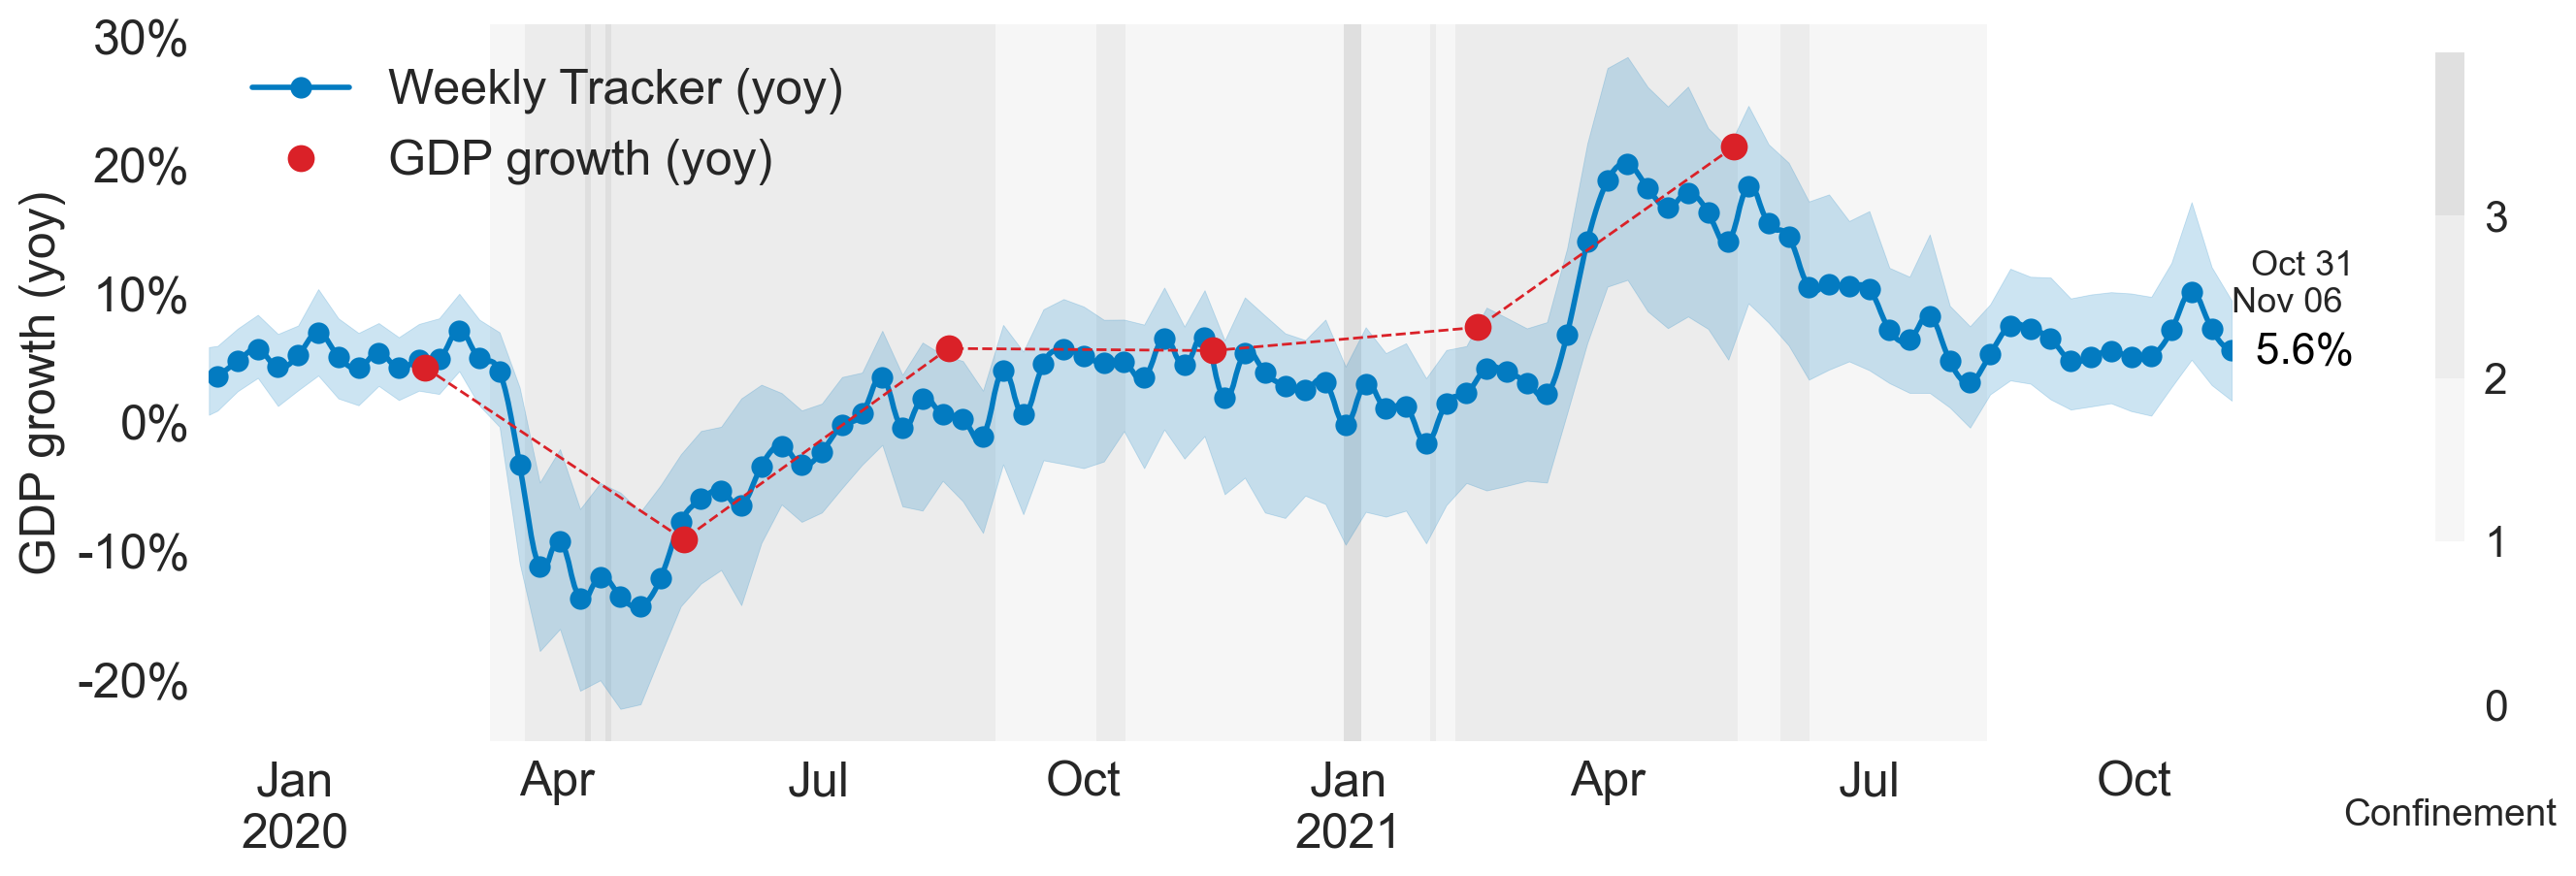 30%
20%
10%
0%
-10%
-20%
GDP growth (yoy)
Weekly Tracker (yoy)
GDP growth (yoy)
Oct 31
Nov 06
5.6%
3
2
1
0
Confinement
Jan Apr Jul Oct Jan Apr Jul Oct
2020 2021